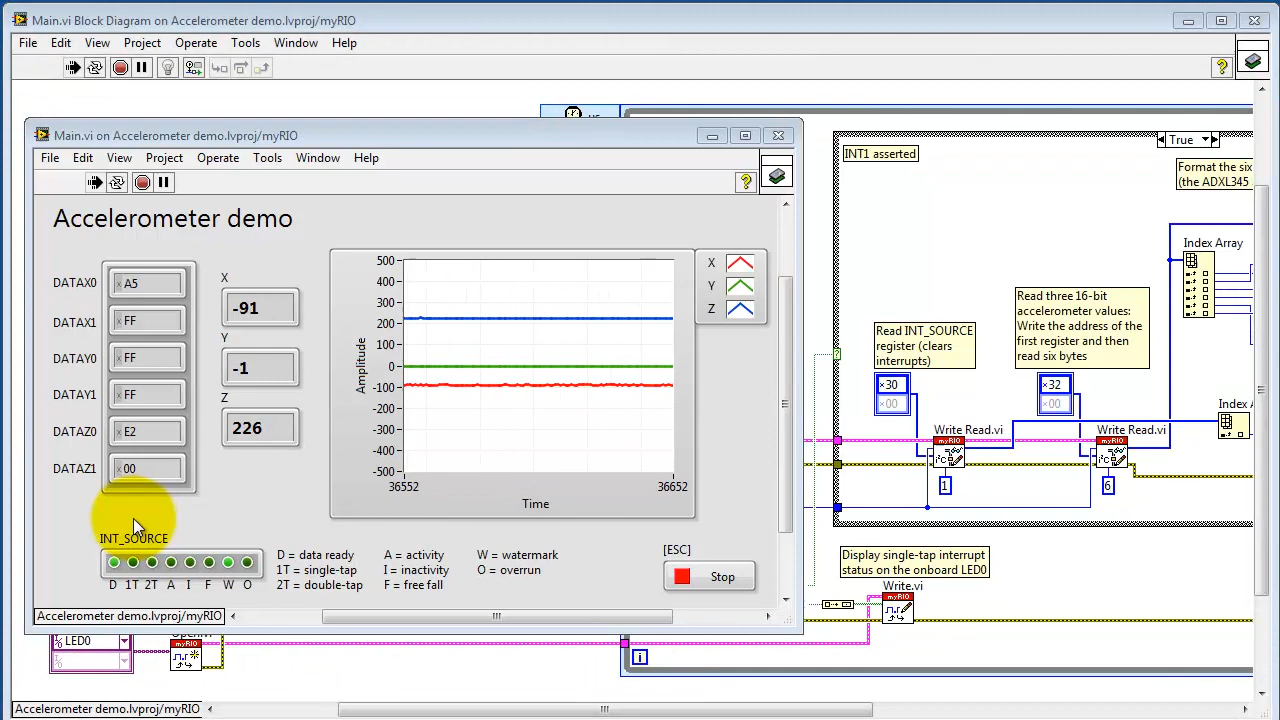 Main.vi Block Diagram on Accelerometer demo.lvproj/myRIO
File Edit View Project Operate Tools Window Help
?
Main.vi on Accelerometer demo.lvproj/myRIO
File Edit View Project Operate Tools Window Help
?
Accelerometer demo
DATAX0 x A5
DATAX1 x FF
DATAY0 x FF
DATAY1 x FF
DATAZ0 x E2
DATAZ1 x 00
X
-91
Y
-1
Z
226
500
400
300
200
100
0
-100
-200
-300
-400
-500
Amplitude
36552 36652
Time
X
Y
Z
INT_SOURCE
D 1T 2T A I F W O
D = data ready A = activity W = watermark
1T = single-tap I = inactivity O = overrun
2T = double-tap F = free fall
[ESC]
Stop
Accelerometer demo.lvproj/myRIO
INT1 asserted
True
Format the six
(the ADXL345
Index Array
Read three 16-bit
accelerometer values:
Write the address of the
first register and then
read six bytes
Read INT_SOURCE
register (clears
interrupts)
x30
x00
x32
x00
Index A
Write Read.vi
myRIO
I²C
1
Write Read.vi
myRIO
I²C
6
?
Display single-tap interrupt
status on the onboard LED0
Write.vi
myRIO
LED0
myRIO
i
Accelerometer demo.lvproj/myRIO